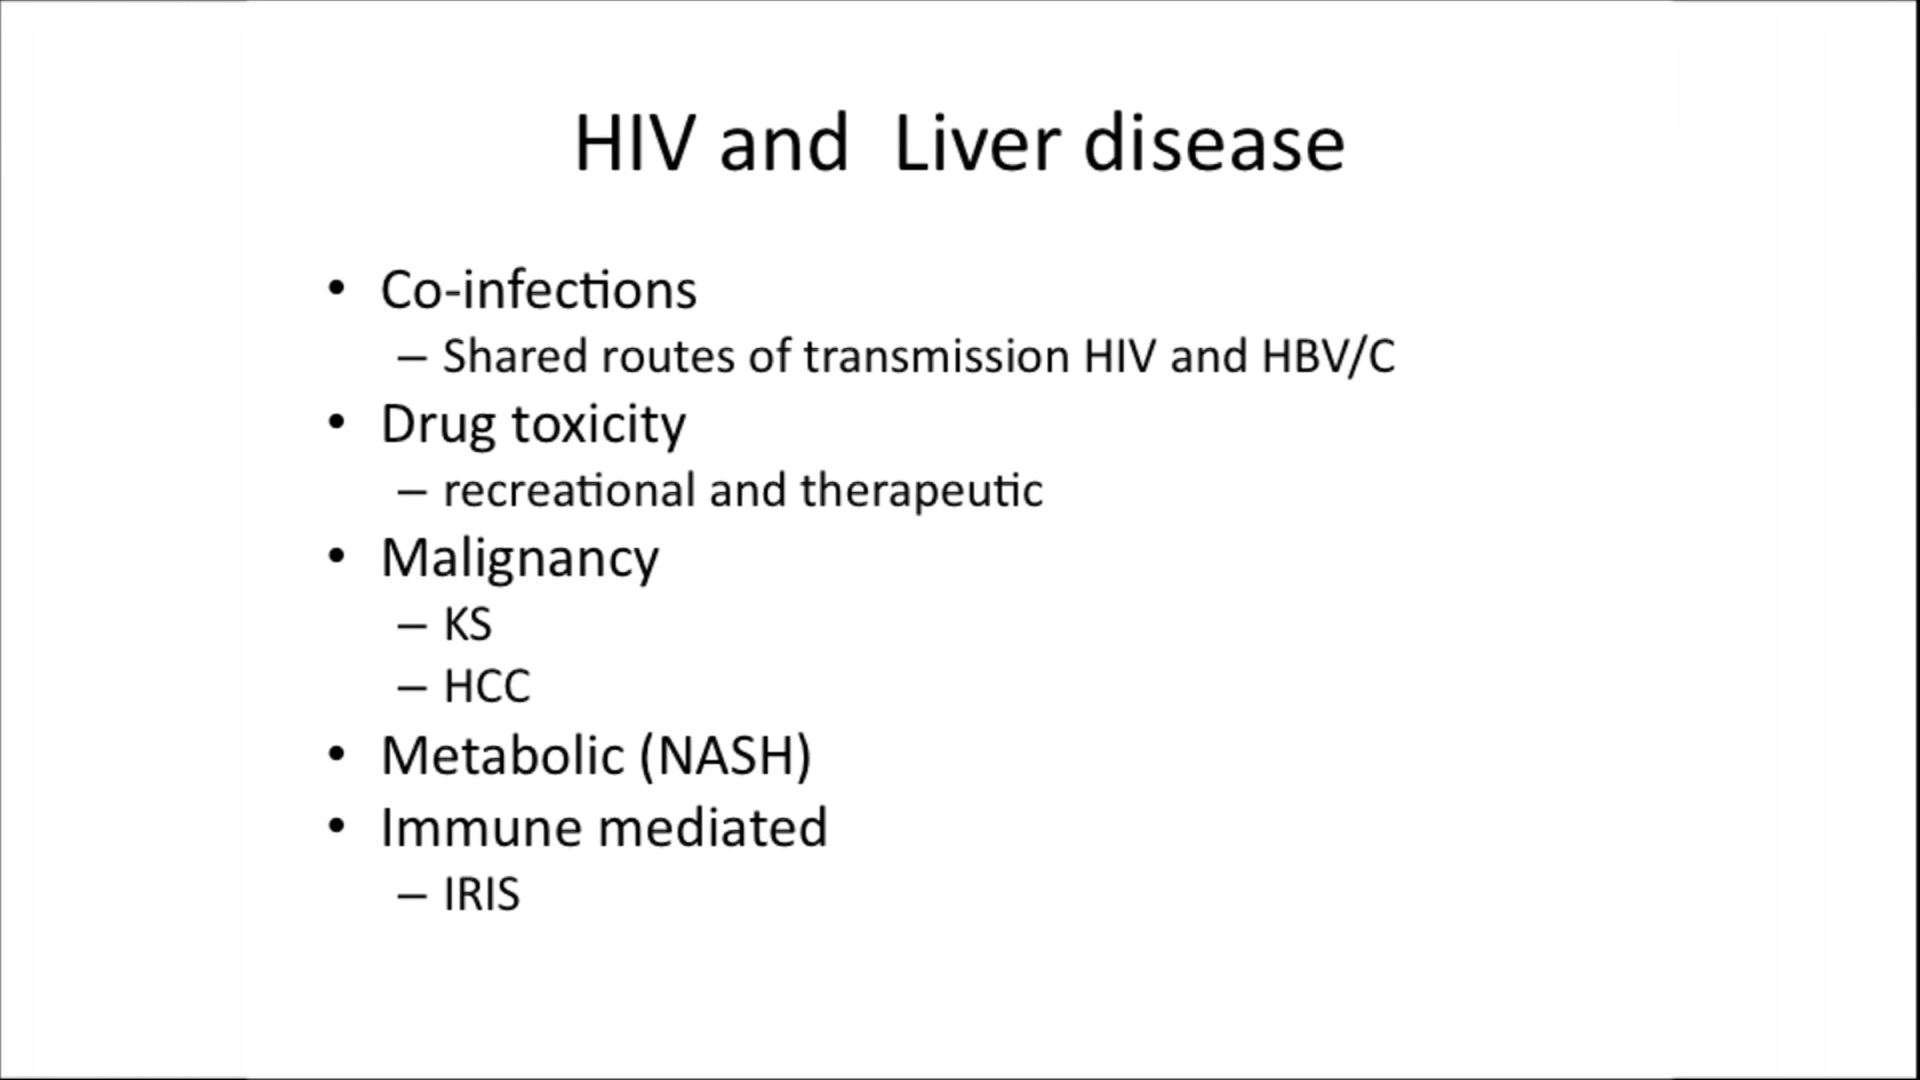 HIV and  Liver disease
• Co-infections
– Shared routes of transmission HIV and HBV/C
• Drug toxicity
– recreational and therapeutic
• Malignancy
– KS
– HCC
• Metabolic (NASH)
• Immune mediated
– IRIS